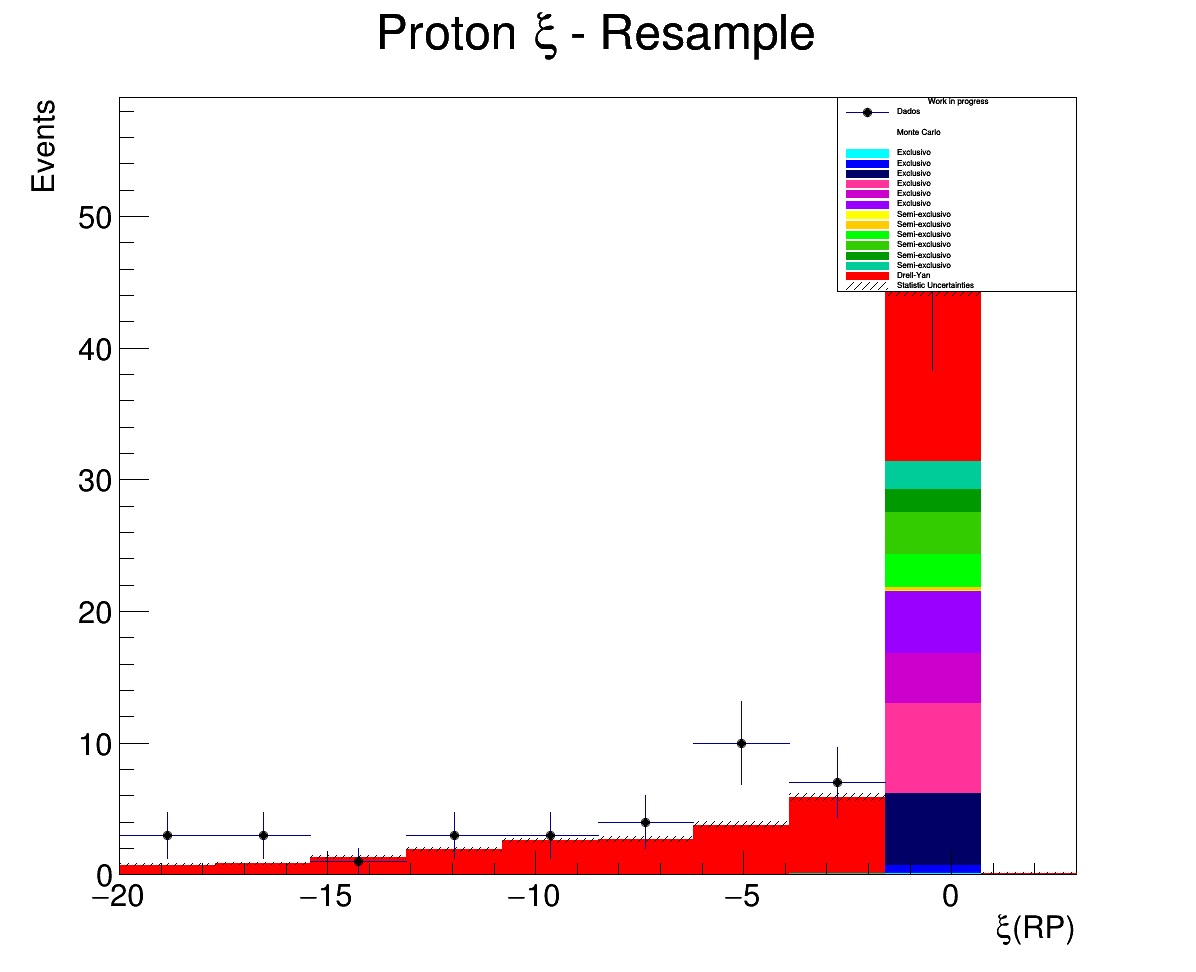 Proton ξ - Resample
Events
Work in progress
Dados
Monte Carlo
Exclusivo
Exclusivo
Exclusivo
Exclusivo
Exclusivo
Exclusivo
Semi-exclusivo
Semi-exclusivo
Semi-exclusivo
Semi-exclusivo
Semi-exclusivo
Semi-exclusivo
Drell-Yan
Statistic Uncertainties
50
40
30
20
10
0
−20 −15 −10 −5 0
ξ(RP)